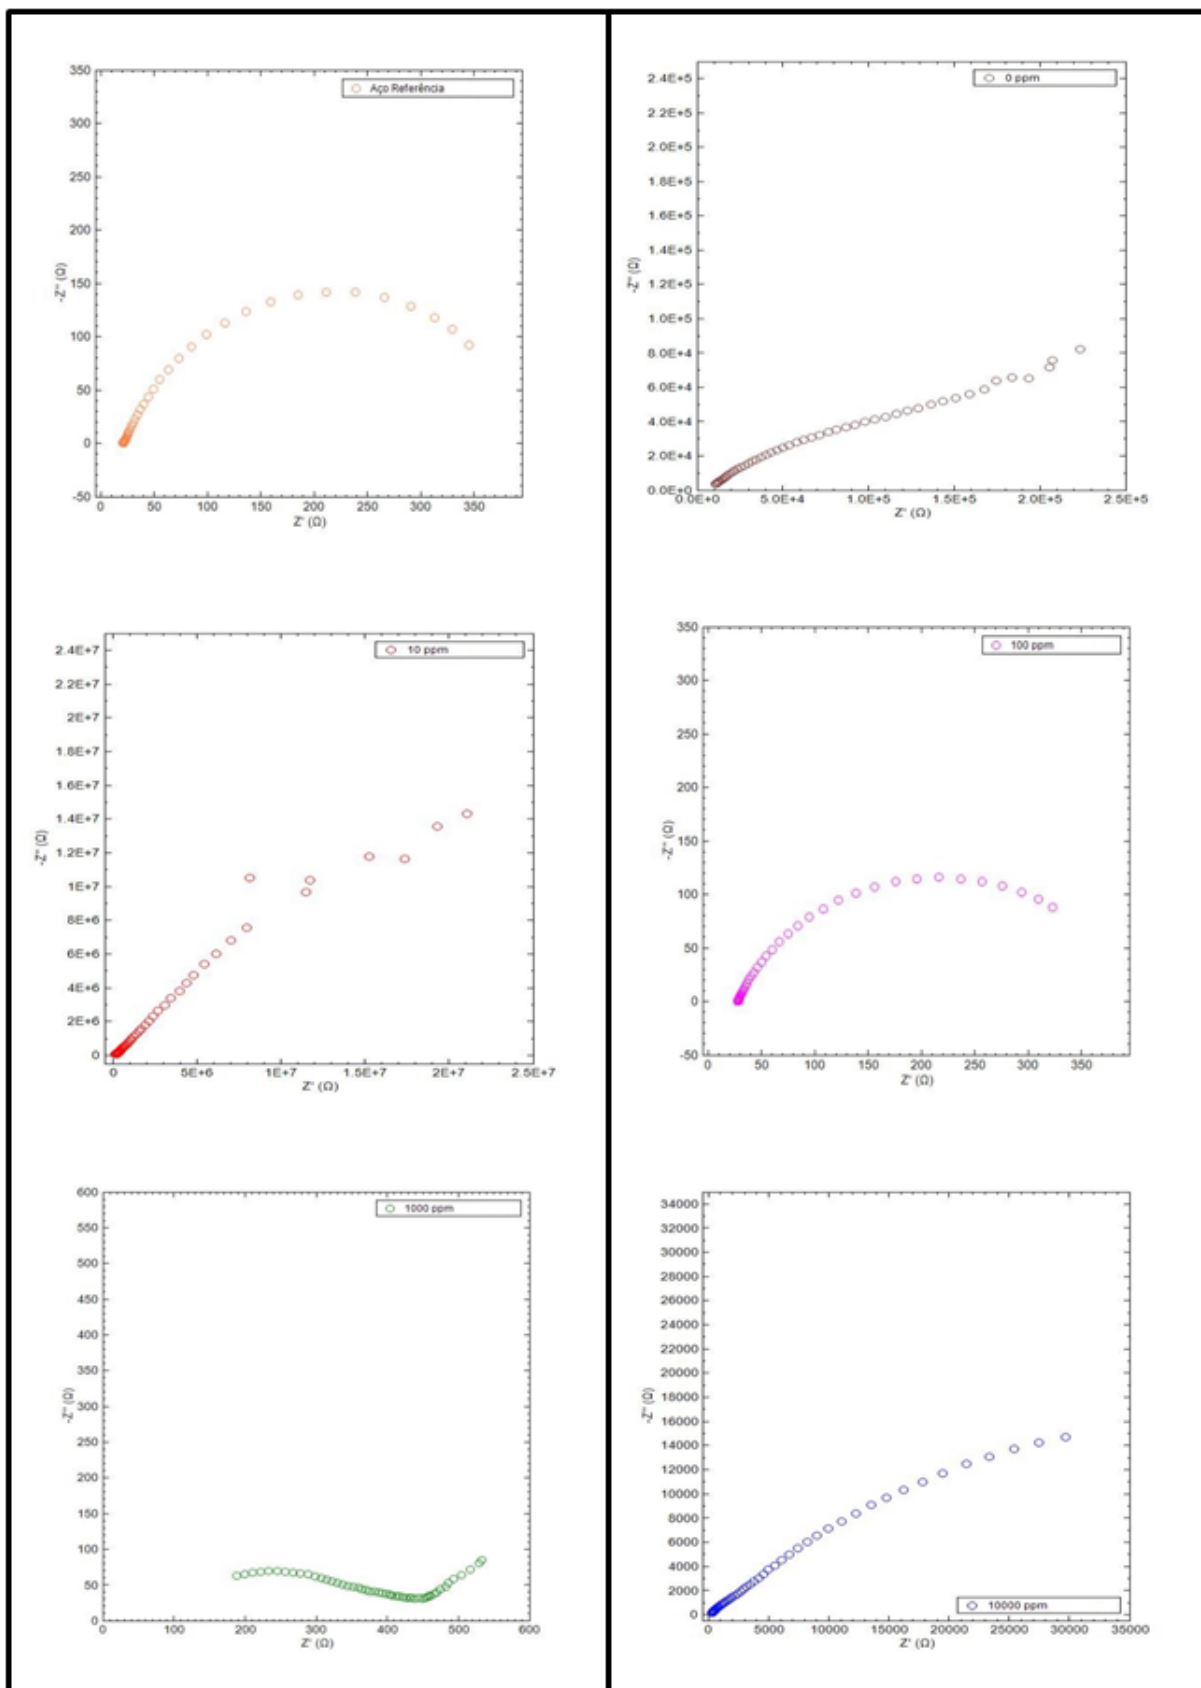 350
Aço Referência
300
250
200
150
-Z'' (Ω)
100
50
0
-50
0 50 100 150 200 250 300 350
Z' (Ω)
2.4E+5
0 ppm
2.2E+5
2.0E+5
1.8E+5
1.6E+5
1.4E+5
1.2E+5
-Z'' (Ω)
1.0E+5
8.0E+4
6.0E+4
4.0E+4
2.0E+4
0.0E+0
0.0E+0 5.0E+4 1.0E+5 1.5E+5 2.0E+5 2.5E+5
Z' (Ω)
2.4E+7
10 ppm
2.2E+7
2E+7
1.8E+7
1.6E+7
1.4E+7
1.2E+7
-Z'' (Ω)
1E+7
8E+6
6E+6
4E+6
2E+6
0
0 5E+6 1E+7 1.5E+7 2E+7 2.5E+7
Z' (Ω)
350
100 ppm
300
250
200
150
-Z'' (Ω)
100
50
0
-50
0 50 100 150 200 250 300 350
Z' (Ω)
600
1000 ppm
550
500
450
400
350
300
-Z'' (Ω)
250
200
150
100
50
0
0 100 200 300 400 500 600
Z' (Ω)
34000
32000
30000
28000
26000
24000
22000
20000
18000
-Z'' (Ω)
16000
14000
12000
10000
8000
6000
4000
2000
10000 ppm
0
0 5000 10000 15000 20000 25000 30000 35000
Z' (Ω)